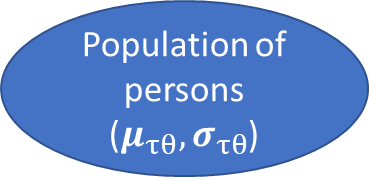 Population of
persons
(𝝁τθ, 𝝈τθ)